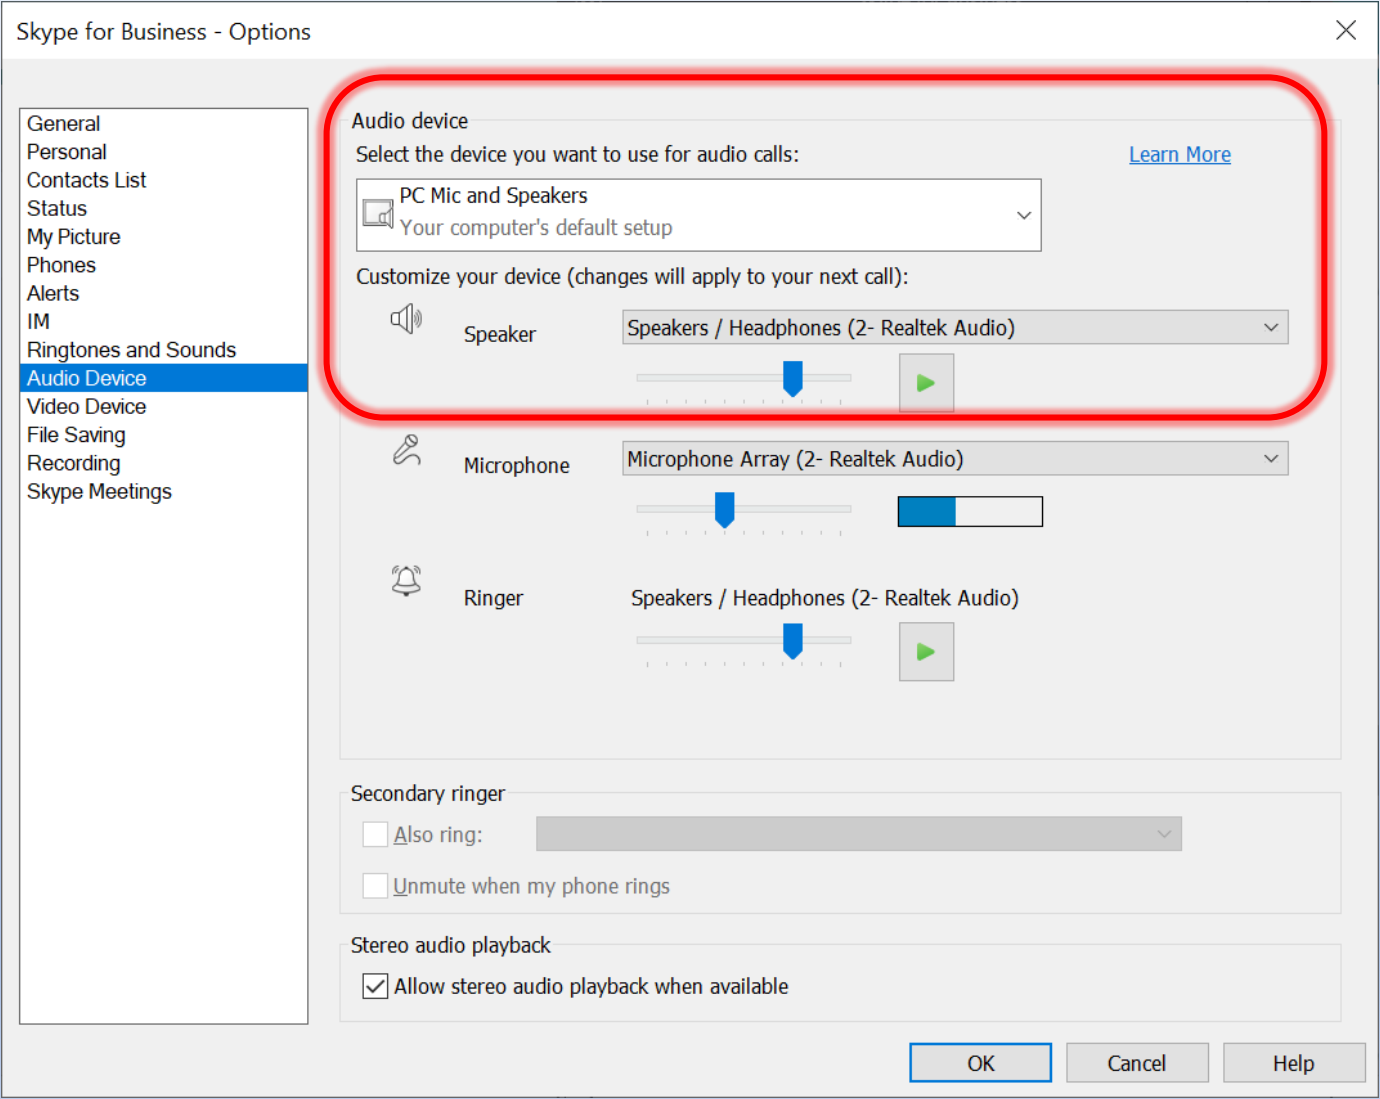 Skype for Business - Options
General
Personal
Contacts List
Status
My Picture
Phones
Alerts
IM
Ringtones and Sounds
Audio Device
Video Device
File Saving
Recording
Skype Meetings
Audio device
Select the device you want to use for audio calls:
Learn More
PC Mic and Speakers
Your computer's default setup
Customize your device (changes will apply to your next call):
Speaker
Speakers / Headphones (2- Realtek Audio)
Microphone
Microphone Array (2- Realtek Audio)
Ringer
Speakers / Headphones (2- Realtek Audio)
Secondary ringer
Also ring:
Unmute when my phone rings
Stereo audio playback
Allow stereo audio playback when available
OK
Cancel
Help